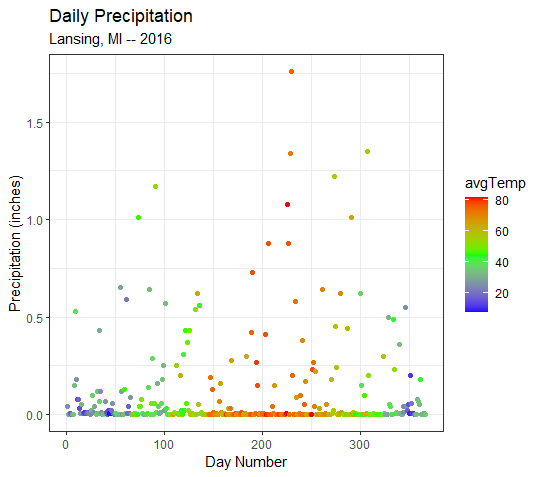 Daily Precipitation
Lansing, MI -- 2016
Precipitation (inches)
1.5
1.0
0.5
0.0
0
100
200
300
Day Number
avgTemp
80
60
40
20